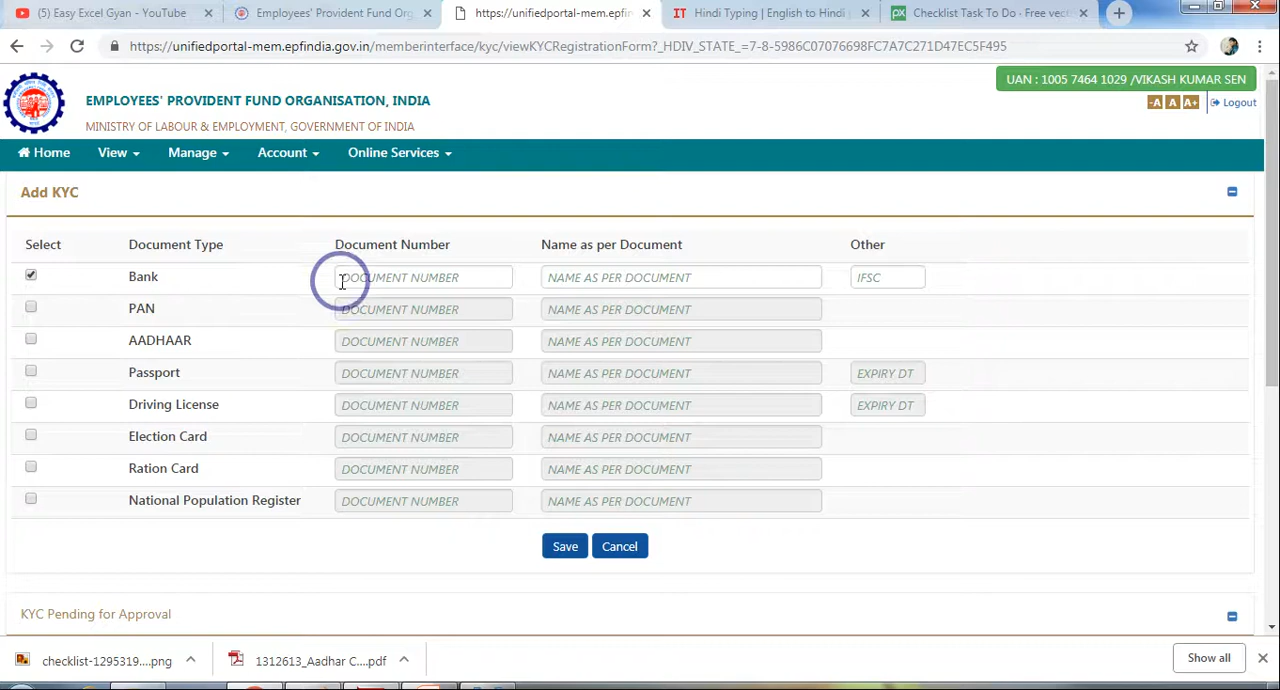 (5) Easy Excel Gyan - YouTube
Employees' Provident Fund Org
https://unifiedportal-mem.epfin
Hindi Typing | English to Hindi
Checklist Task To Do - Free vect
https://unifiedportal-mem.epfindia.gov.in/memberinterface/kyc/viewKYCRegistrationForm?_HDIV_STATE_=7-8-5986C07076698FC7A7C271D47EC5F495
UAN : 1005 7464 1029 /VIKASH KUMAR SEN
EMPLOYEES' PROVIDENT FUND ORGANISATION, INDIA
-A A A+ Logout
MINISTRY OF LABOUR & EMPLOYMENT, GOVERNMENT OF INDIA
Home View Manage Account Online Services
Add KYC
Select Document Type Document Number Name as per Document Other
Bank DOCUMENT NUMBER NAME AS PER DOCUMENT IFSC
PAN DOCUMENT NUMBER NAME AS PER DOCUMENT
AADHAAR DOCUMENT NUMBER NAME AS PER DOCUMENT
Passport DOCUMENT NUMBER NAME AS PER DOCUMENT EXPIRY DT
Driving License DOCUMENT NUMBER NAME AS PER DOCUMENT EXPIRY DT
Election Card DOCUMENT NUMBER NAME AS PER DOCUMENT
Ration Card DOCUMENT NUMBER NAME AS PER DOCUMENT
National Population Register DOCUMENT NUMBER NAME AS PER DOCUMENT
Save Cancel
KYC Pending for Approval
checklist-1295319....png
1312613_Aadhar C....pdf
Show all